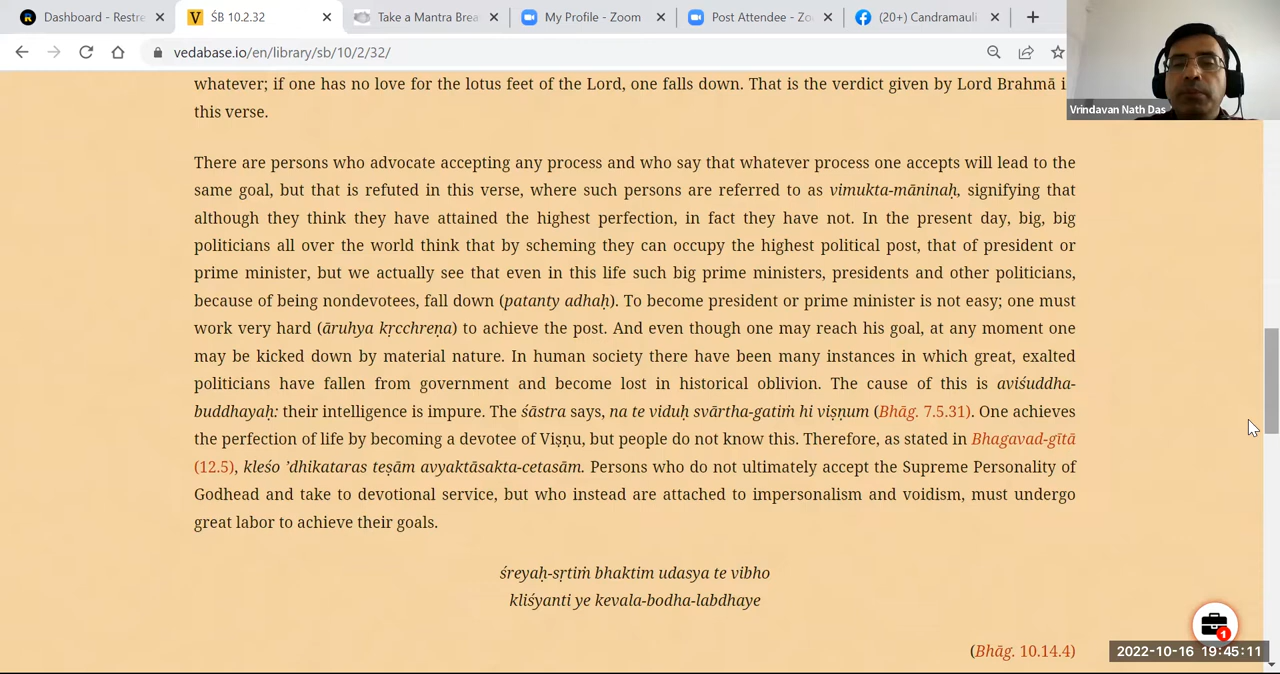 Dashboard - Restre
ŚB 10.2.32
Take a Mantra Brea
My Profile - Zoom
Post Attendee - Zo
(20+) Candramauli
vedabase.io/en/library/sb/10/2/32/
Vrindavan Nath Das
whatever; if one has no love for the lotus feet of the Lord, one falls down. That is the verdict given by Lord Brahmā i
this verse.
There are persons who advocate accepting any process and who say that whatever process one accepts will lead to the
same goal, but that is refuted in this verse, where such persons are referred to as vimukta-māninaḥ, signifying that
although they think they have attained the highest perfection, in fact they have not. In the present day, big, big
politicians all over the world think that by scheming they can occupy the highest political post, that of president or
prime minister, but we actually see that even in this life such big prime ministers, presidents and other politicians,
because of being nondevotees, fall down (patanty adhaḥ). To become president or prime minister is not easy; one must
work very hard (āruhya kṛcchreṇa) to achieve the post. And even though one may reach his goal, at any moment one
may be kicked down by material nature. In human society there have been many instances in which great, exalted
politicians have fallen from government and become lost in historical oblivion. The cause of this is aviśuddha-
buddhayaḥ: their intelligence is impure. The śāstra says, na te viduḥ svārtha-gatiṁ hi viṣṇum (Bhāg. 7.5.31). One achieves
the perfection of life by becoming a devotee of Viṣṇu, but people do not know this. Therefore, as stated in Bhagavad-gītā
(12.5), kleśo ’dhikataras teṣām avyaktāsakta-cetasām. Persons who do not ultimately accept the Supreme Personality of
Godhead and take to devotional service, but who instead are attached to impersonalism and voidism, must undergo
great labor to achieve their goals.
śreyaḥ-sṛtiṁ bhaktim udasya te vibho
kliśyanti ye kevala-bodha-labdhaye
(Bhāg. 10.14.4)
1
2022-10-16 19:45:11